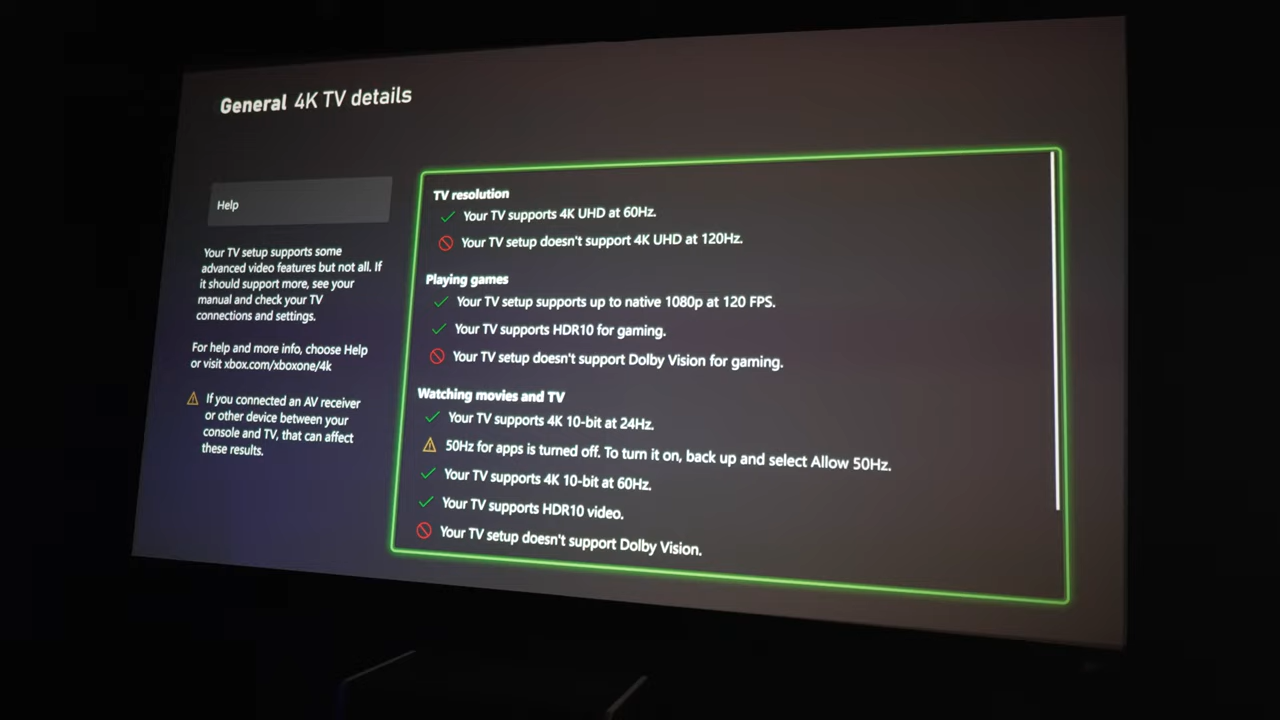 General 4K TV details
Help
Your TV setup supports some
advanced video features but not all. If
it should support more, see your
manual and check your TV
connections and settings.
For help and more info, choose Help
or visit xbox.com/xboxone/4k
If you connected an AV receiver
or other device between your
console and TV, that can affect
these results.
TV resolution
Your TV supports 4K UHD at 60Hz.
Your TV setup doesn't support 4K UHD at 120Hz.
Playing games
Your TV setup supports up to native 1080p at 120 FPS.
Your TV supports HDR10 for gaming.
Your TV setup doesn't support Dolby Vision for gaming.
Watching movies and TV
Your TV supports 4K 10-bit at 24Hz.
50Hz for apps is turned off. To turn it on, back up and select Allow 50Hz.
Your TV supports 4K 10-bit at 60Hz.
Your TV supports HDR10 video.
Your TV setup doesn't support Dolby Vision.